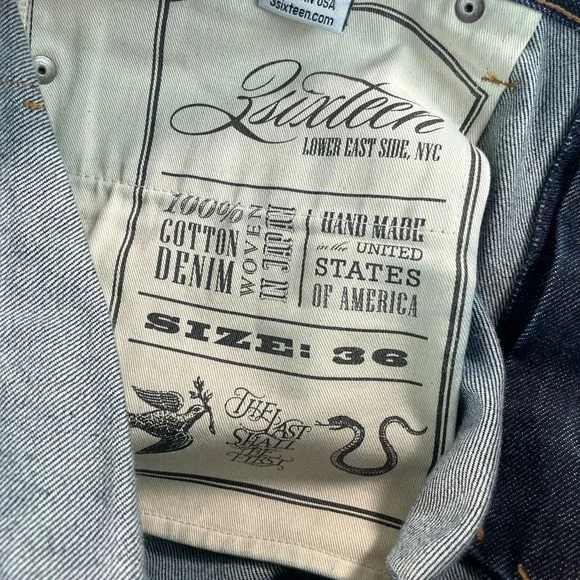 IN USA
3sixteen.com
3sixteen
LOWER EAST SIDE, NYC
100%
COTTON
DENIM
WOVEN
HAND MADE
in the UNITED
STATES
OF AMERICA
SIZE: 36
THE LAST
SHALL
BE
FIRST